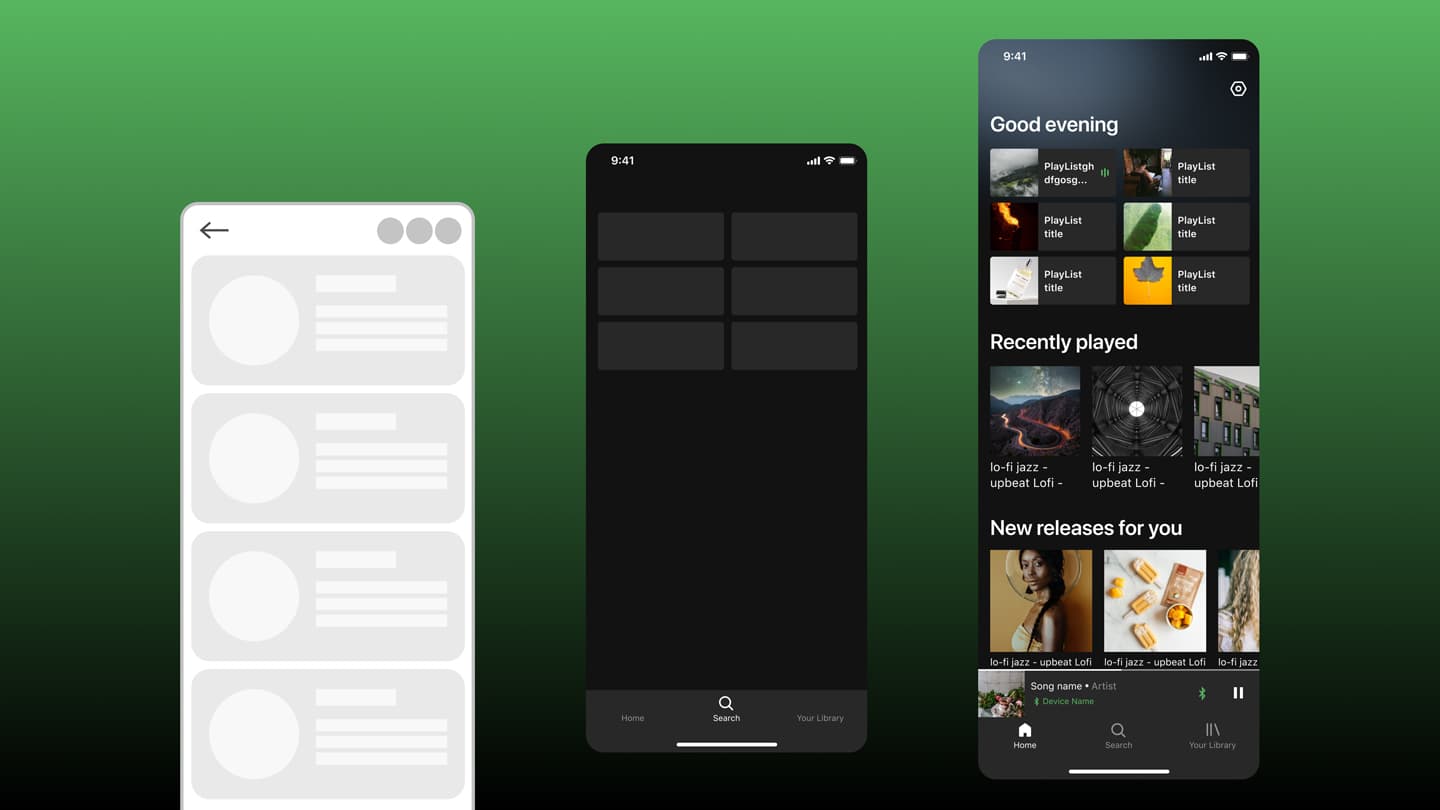 9:41
Home
Search
Your Library
9:41
Good evening
PlayListgh
dfgosg...
PlayList
title
PlayList
title
PlayList
title
PlayList
title
PlayList
title
Recently played
lo-fi jazz -
upbeat Lofi -
lo-fi jazz -
upbeat Lofi -
lo-fi jazz -
upbeat Lofi
New releases for you
lo-fi jazz - upbeat Lofi
lo-fi jazz - upbeat Lofi
lo-fi jazz
Song name • Artist
Device Name
Home
Search
Your Library